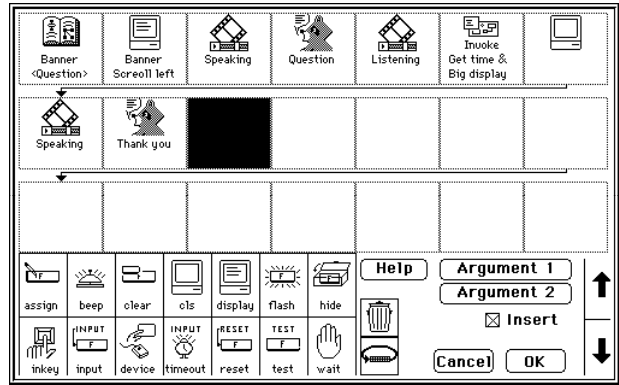 Banner
<Question>
Banner
Screoll left
Speaking
Question
Listening
Invoke
Get time &
Big display
Speaking
Thank you
assign
beep
clear
cls
display
flash
hide
Help
Argument 1
Argument 2
Insert
inkey
INPUT
input
device
INPUT
timeout
RESET
reset
TEST
test
wait
Cancel
OK